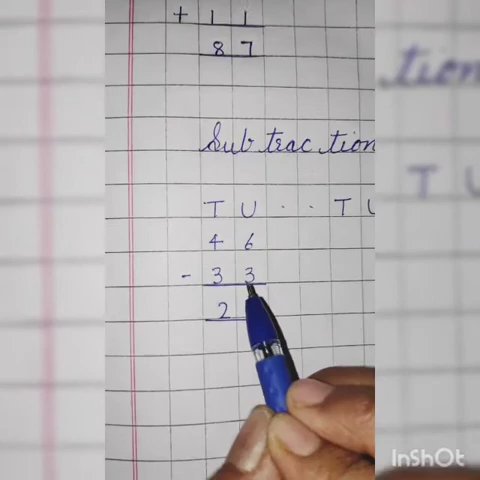 + 1 1
8 7
Subtraction
T U . . T U
4 6
- 3 3
2
InShOt